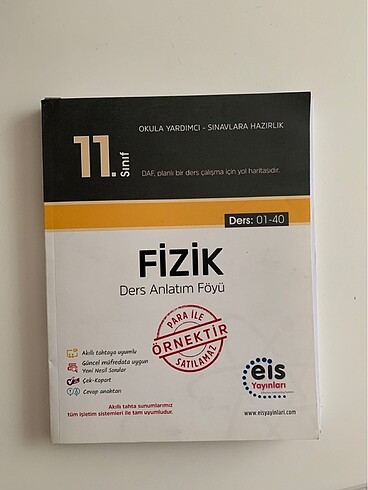 OKULA YARDIMCI - SINAVLARA HAZIRLIK
11. Sınıf
DAF, planlı bir ders çalışma için yol haritasıdır.
Ders: 01-40
FİZİK
Ders Anlatım Föyü
PARA İLE
ÖRNEKTİR
SATILAMAZ
Akıllı tahtaya uyumlu
Güncel müfredata uygun
Yeni Nesil Sorular
Çek-Kopart
Cevap anahtarı
eis
Yayınları
Akıllı tahta sunumlarımız
tüm işletim sistemleri ile tam uyumludur.
www.eisyayinlari.com